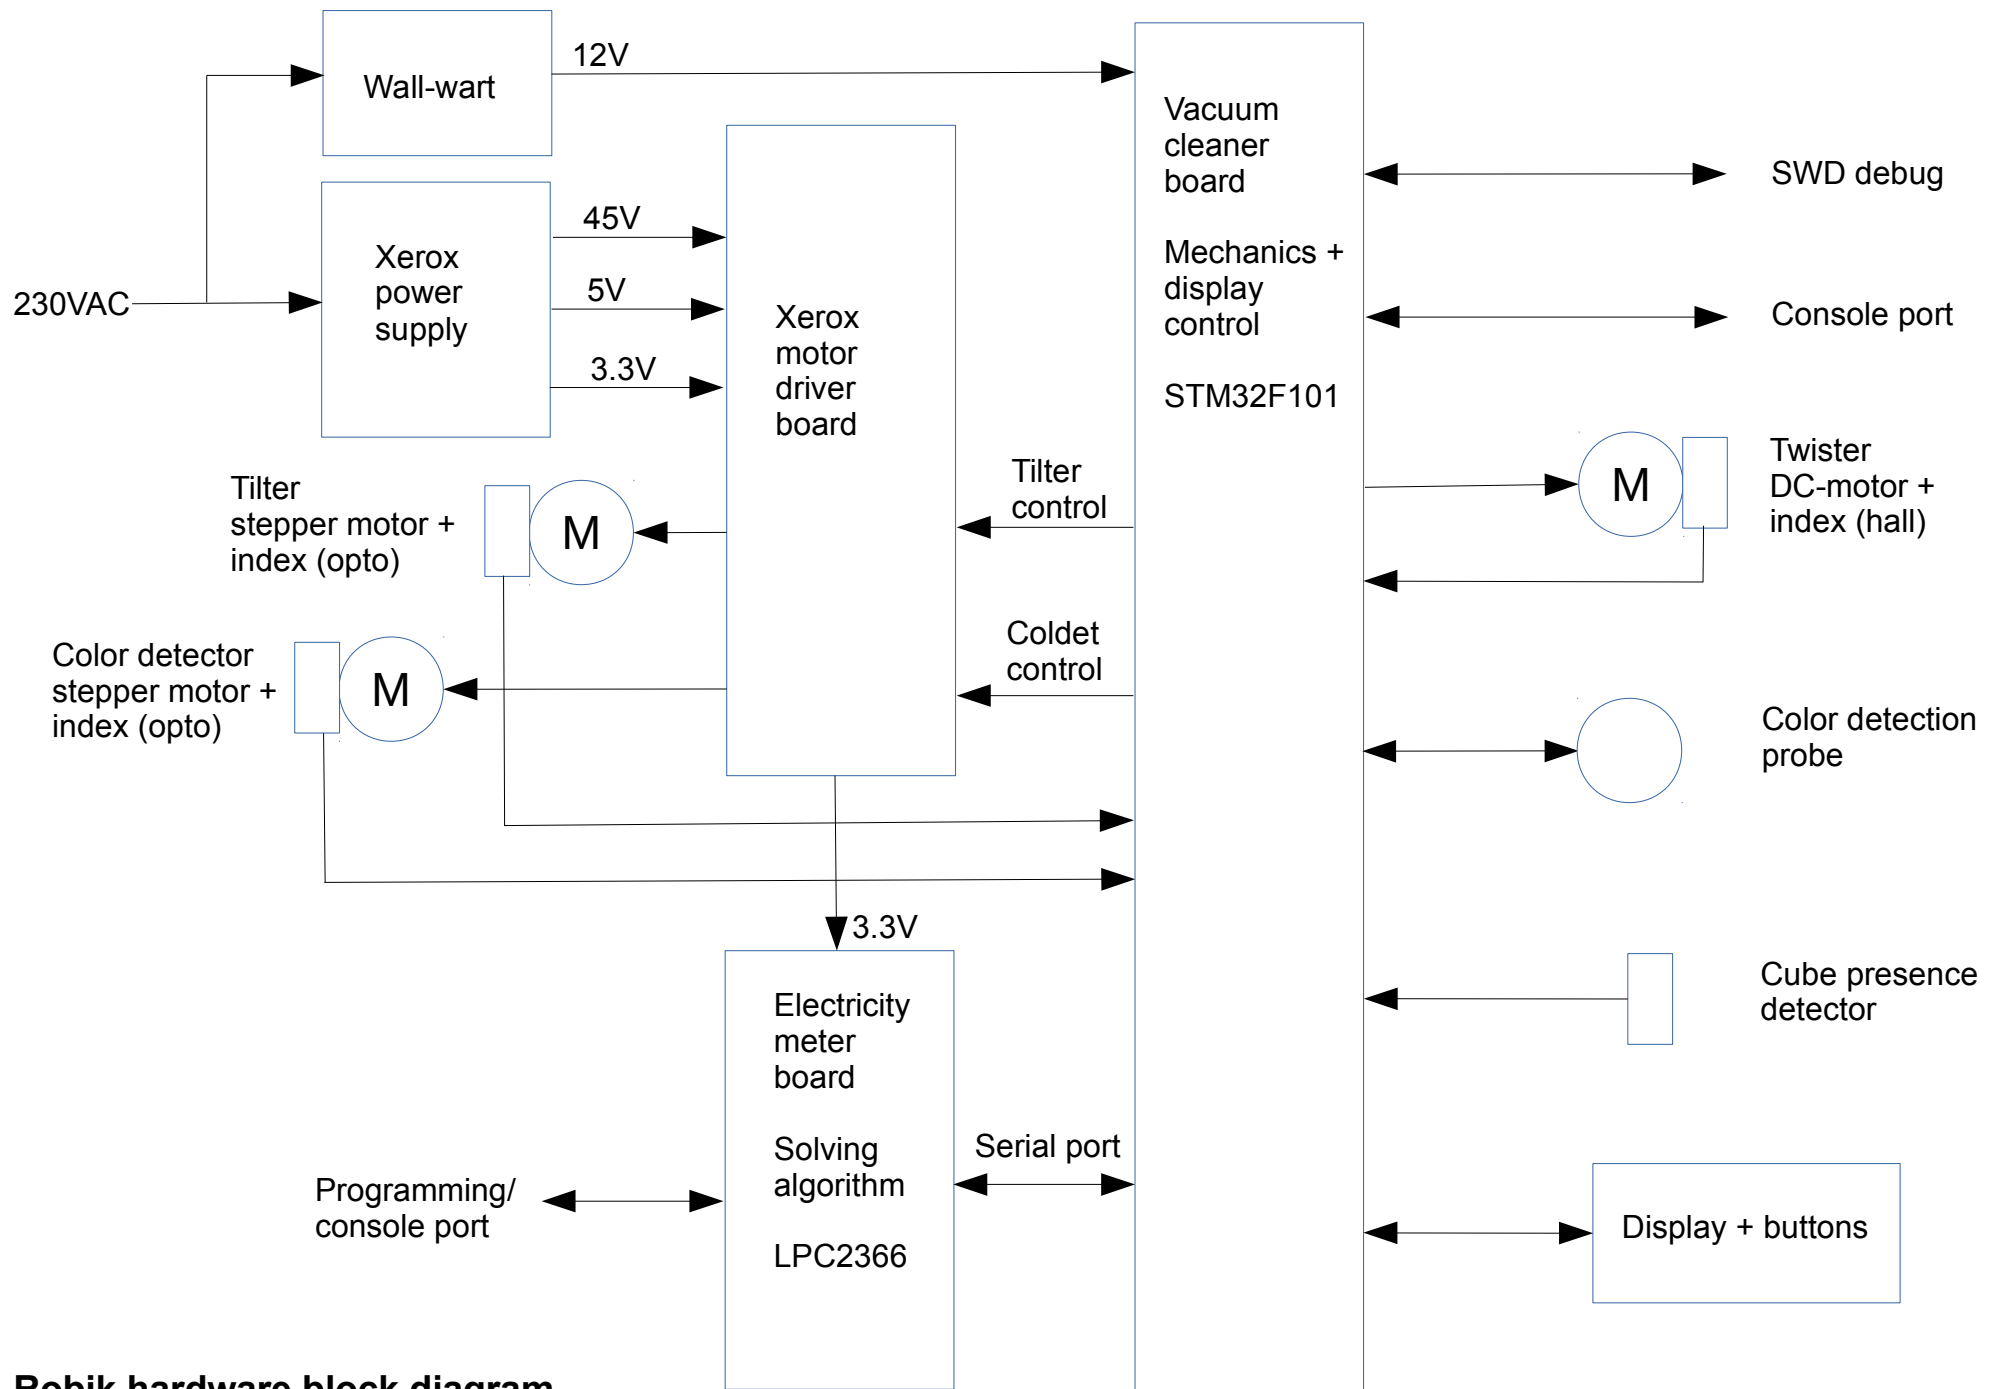 Wall-wart
12V
Vacuum
cleaner
board
Mechanics +
display
control
STM32F101
SWD debug
Console port
230VAC
Xerox
power
supply
45V
5V
3.3V
Xerox
motor
driver
board
Tilter
control
Coldet
control
Tilter
stepper motor +
index (opto)
M
Color detector
stepper motor +
index (opto)
M
M
Twister
DC-motor +
index (hall)
Color detection
probe
Cube presence
detector
3.3V
Electricity
meter
board
Solving
algorithm
LPC2366
Serial port
Programming/
console port
Display + buttons
hardware block diagram